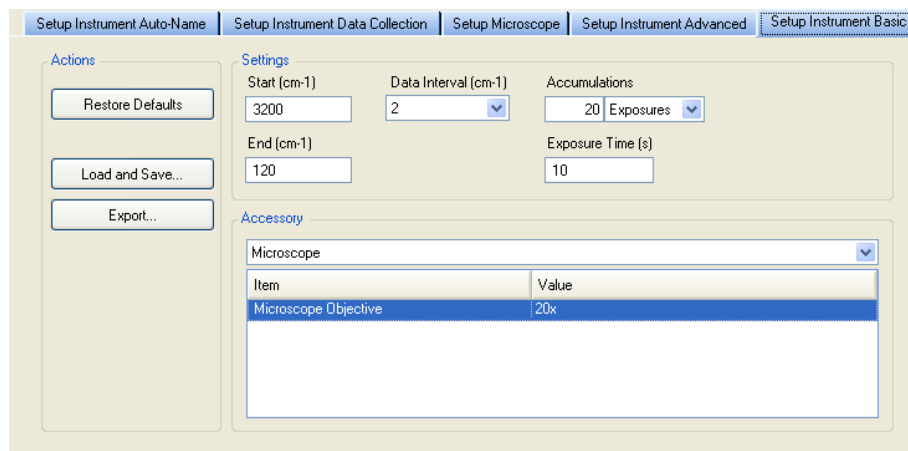 Setup Instrument Auto-Name Setup Instrument Data Collection Setup Microscope Setup Instrument Advanced Setup Instrument Basic
Actions
Restore Defaults
Load and Save...
Export...
Settings
Start (cm-1) Data Interval (cm-1) Accumulations
3200 2 20 Exposures
End (cm-1) Exposure Time (s)
120 10
Accessory
Microscope
Item Value
Microscope Objective 20x